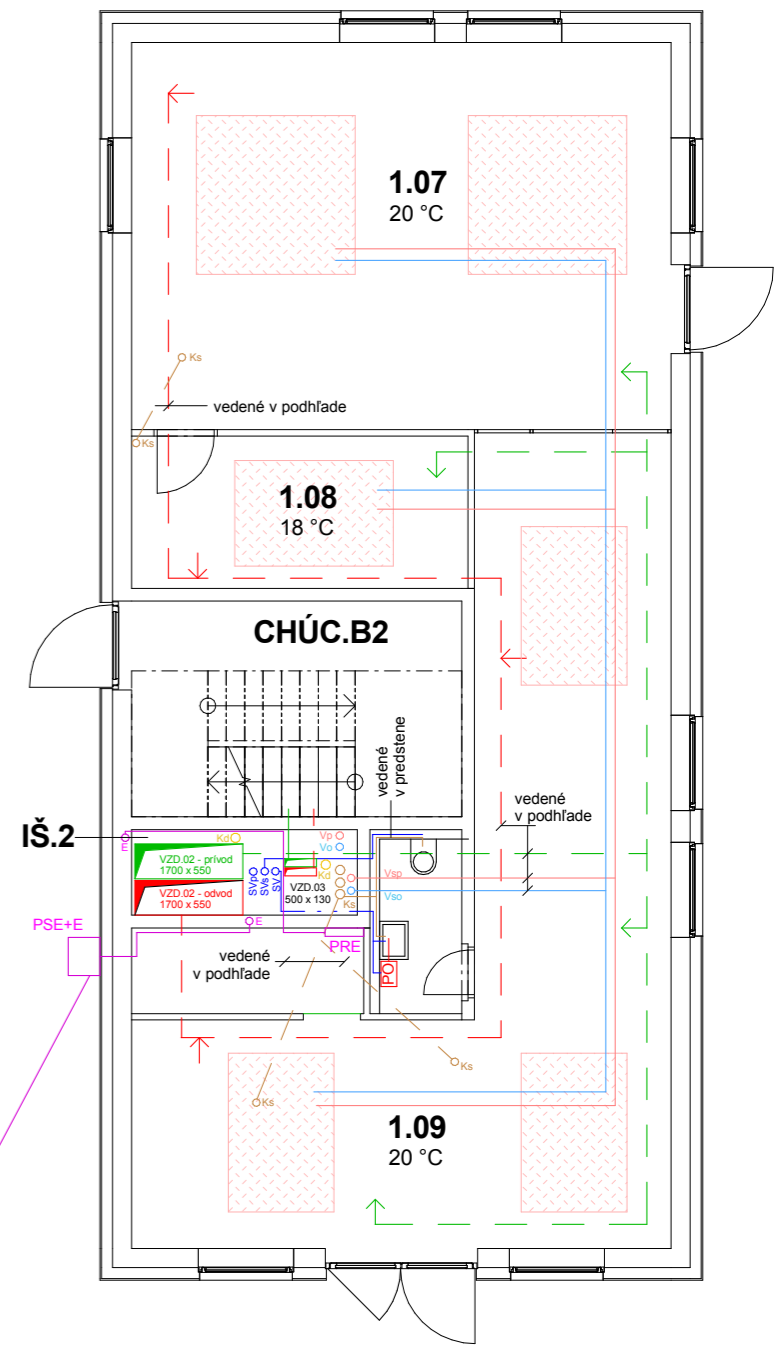 1.07
20 °C
Ks
vedené v podhľade
Ks
1.08
18 °C
CHÚC.B2
vedené
v predstene
vedené
v podhľade
IŠ.2
E
Kd
Vp
Vo
VZD.02 - prívod
1700 x 550
VZD.02 - odvod
1700 x 550
SVp
SVs
SV
Kd
VZD.03
500 x 130
Ks
Vsp
Vso
PSE+E
E
PRE
vedené
v podhľade
PO
Ks
Ks
1.09
20 °C